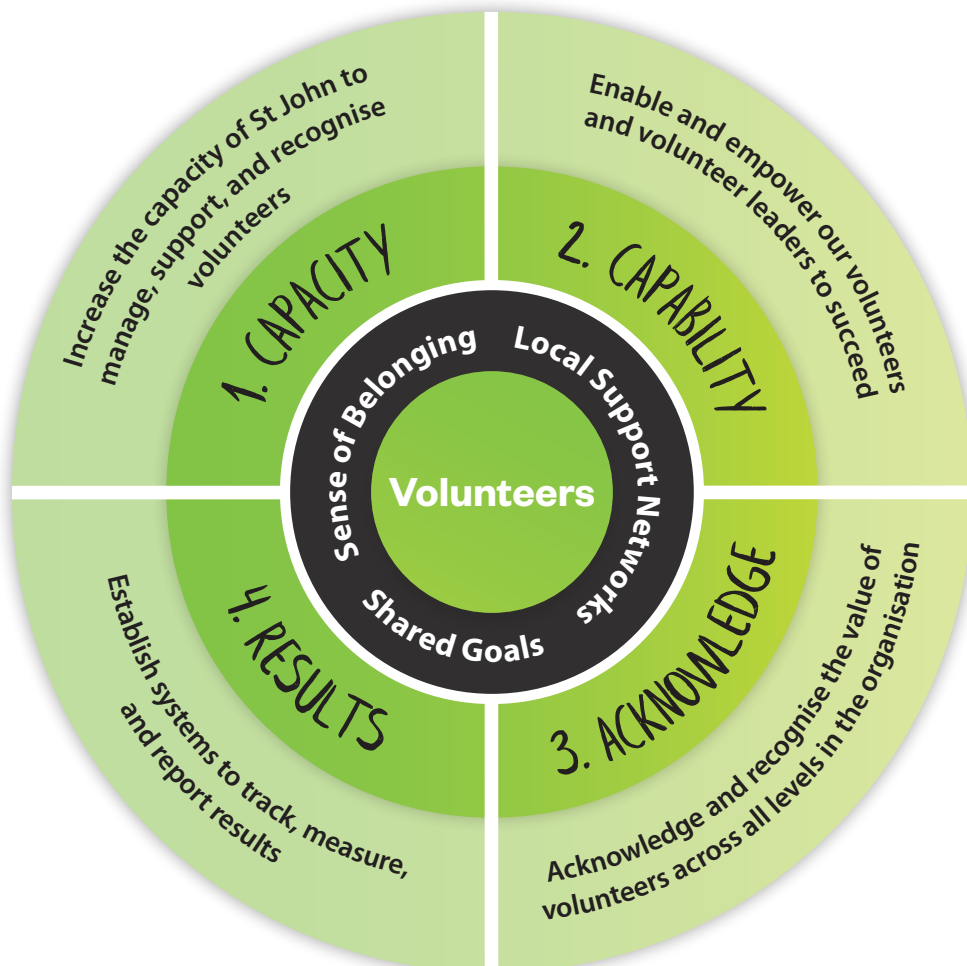 Increase the capacity of St John to
manage, support, and recognise
volunteers
1. CAPACITY
Enable and empower our volunteers
and volunteer leaders to succeed
2. CAPABILITY
Sense of Belonging
Local Support Networks
Shared Goals
Volunteers
3. ACKNOWLEDGE
Acknowledge and recognise the value of
volunteers across all levels in the organisation
4. RESULTS
Establish systems to track, measure,
and report results